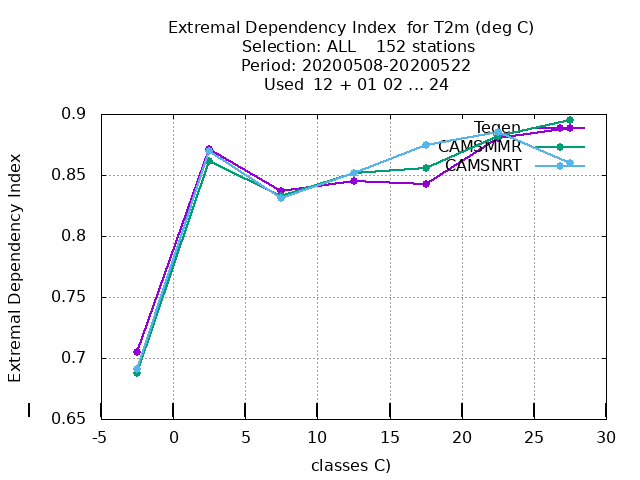 Extremal Dependency Index  for T2m (deg C)
Selection: ALL    152 stations
Period: 20200508-20200522
Used  12 + 01 02 ... 24
Extremal Dependency Index
0.9
0.85
0.8
0.75
0.7
0.65
Tegen
CAMSMMR
CAMSNRT
-5 0 5 10 15 20 25 30
classes C)